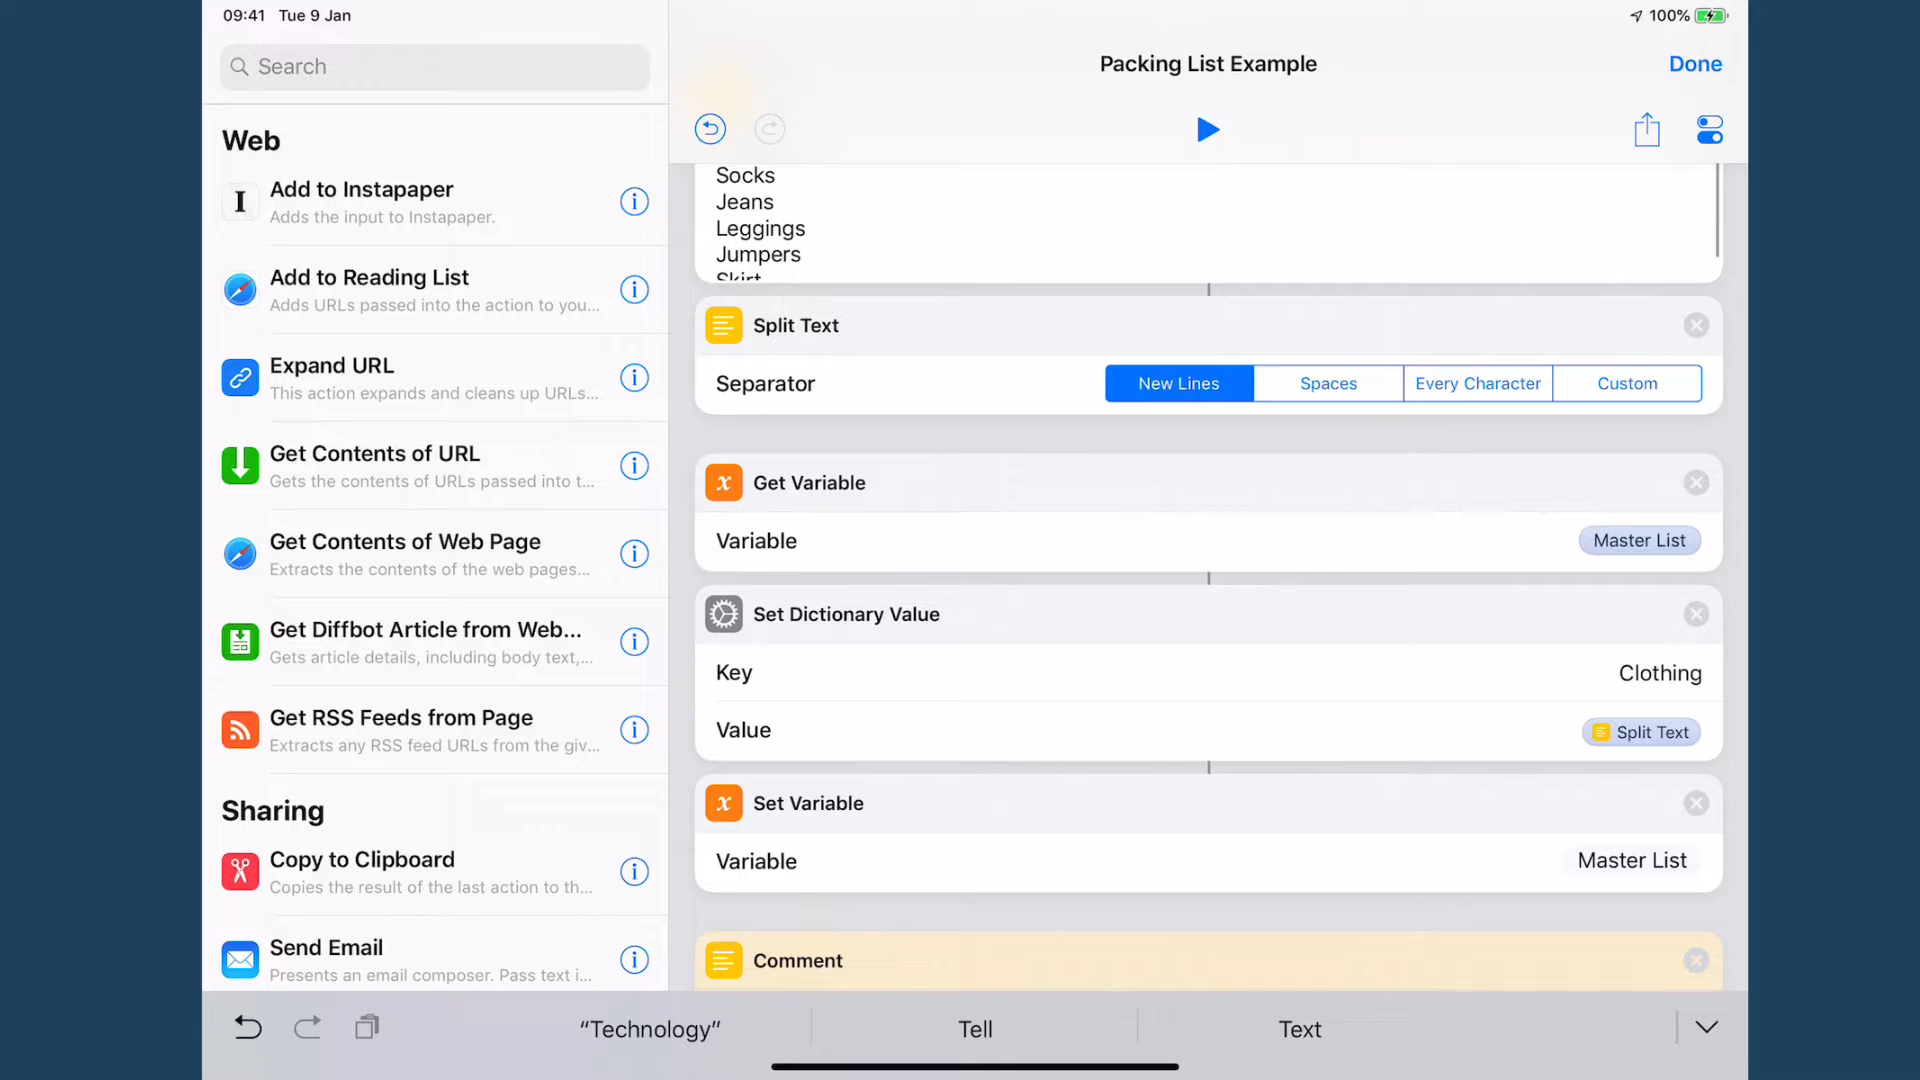 09:41 Tue 9 Jan
100%
Search
Packing List Example
Done
Web
Add to Instapaper
Adds the input to Instapaper.
Add to Reading List
Adds URLs passed into the action to you...
Expand URL
This action expands and cleans up URLs...
Get Contents of URL
Gets the contents of URLs passed into t...
Get Contents of Web Page
Extracts the contents of the web pages...
Get Diffbot Article from Web...
Gets article details, including body text,...
Get RSS Feeds from Page
Extracts any RSS feed URLs from the giv...
Sharing
Copy to Clipboard
Copies the result of the last action to th...
Send Email
Presents an email composer. Pass text i...
Socks
Jeans
Leggings
Jumpers
Skirt
Split Text
Separator
New Lines
Spaces
Every Character
Custom
Get Variable
Variable
Master List
Set Dictionary Value
Key
Clothing
Value
Split Text
Set Variable
Variable
Master List
Comment
“Technology”
Tell
Text